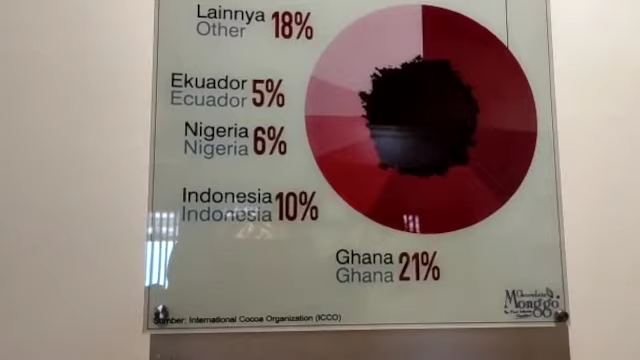 Lainnya 18%
Other
Ekuador 5%
Ecuador
Nigeria 6%
Nigeria
Indonesia 10%
Indonesia
Ghana 21%
Ghana
Monggo
Sumber: International Cocoa Organization (ICCO)